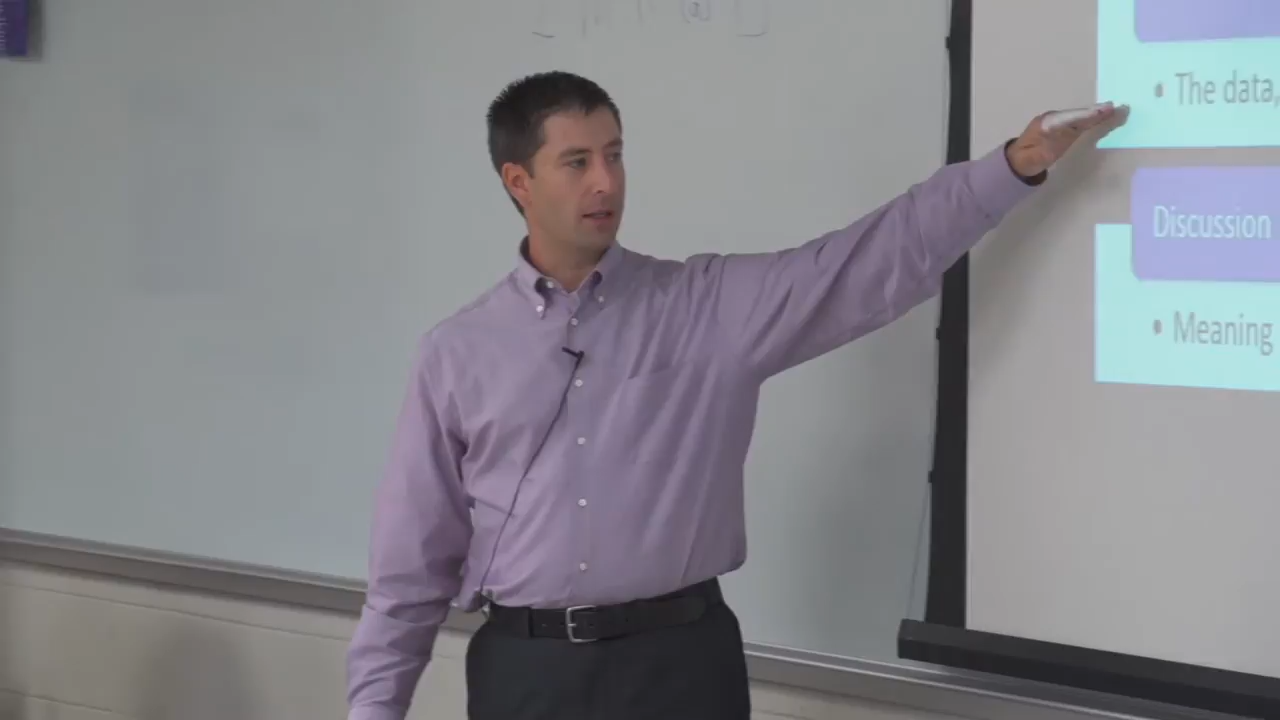 • The data,
Discussion
• Meaning